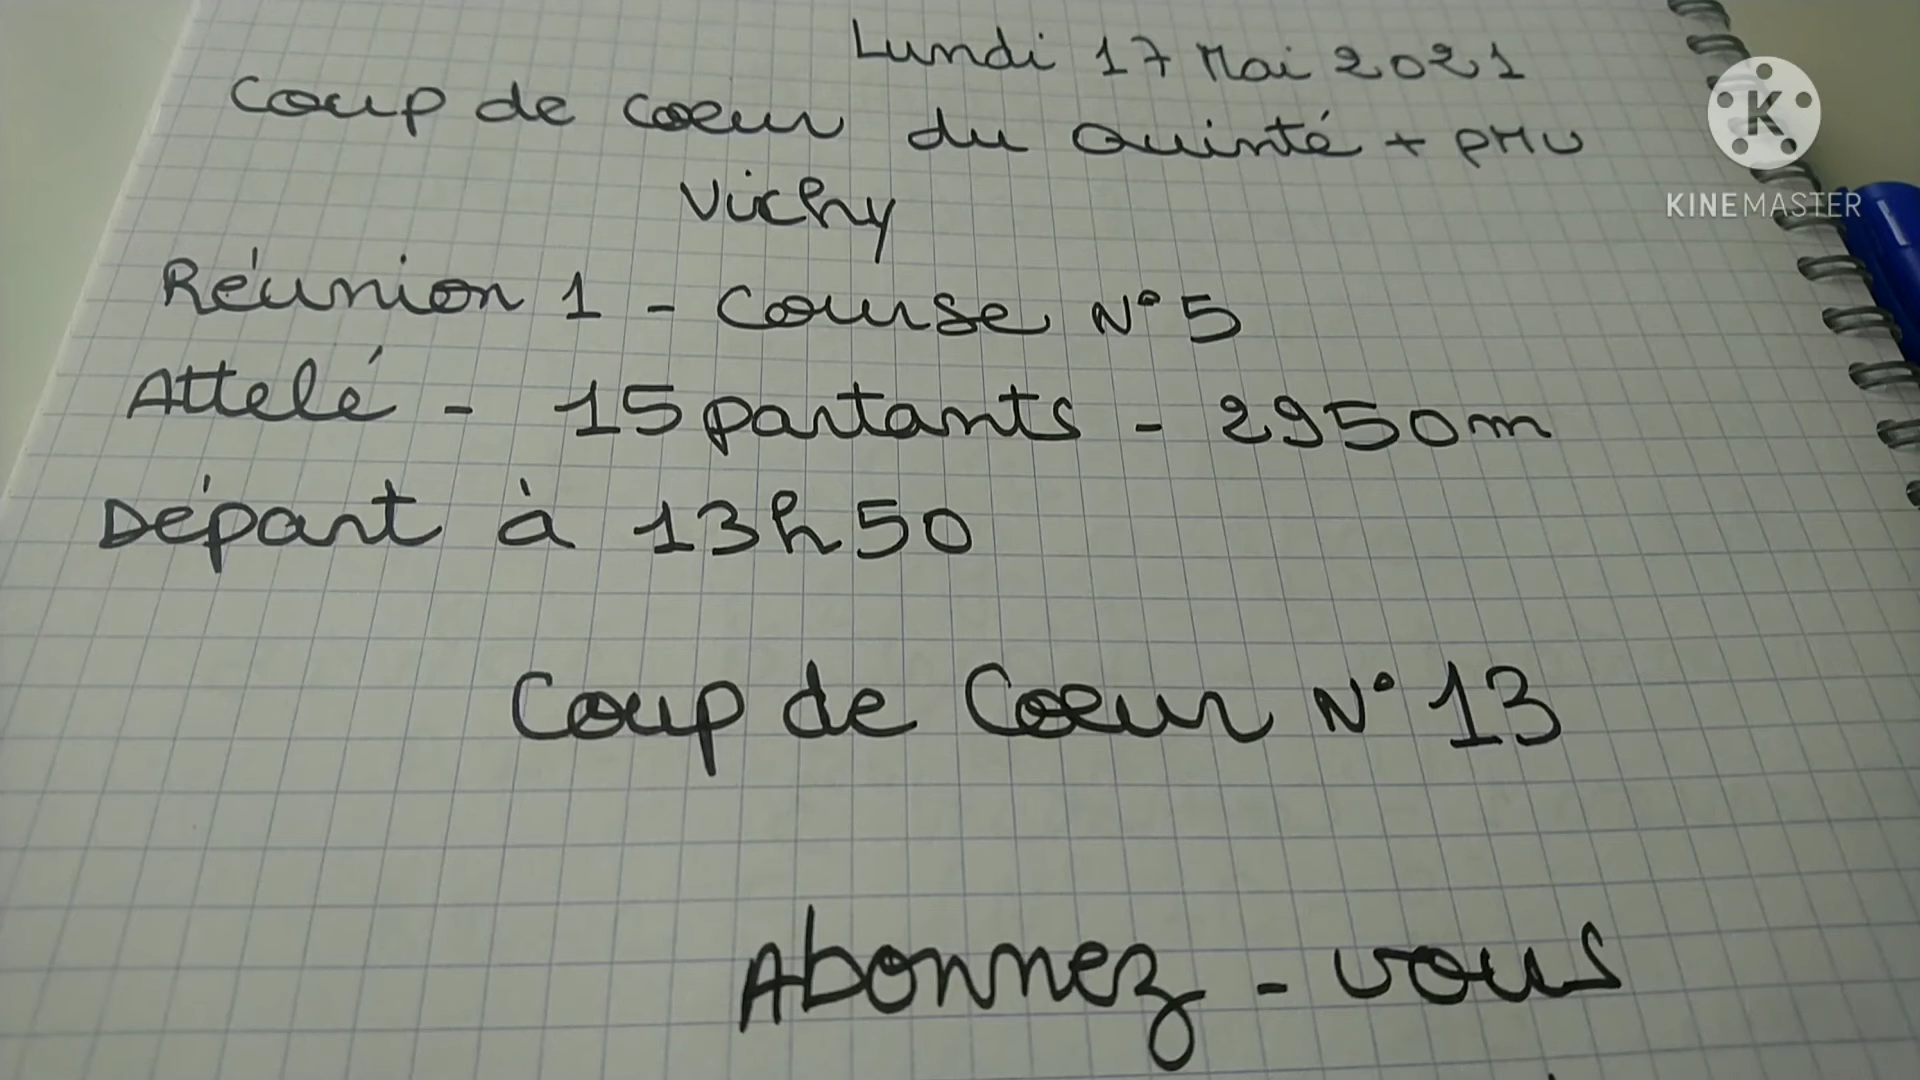 Lundi 17 Mai 2021
Coup de coeur du Quinté + PMU
Vichy
Réunion 1 - Course N° 5
Attelé - 15 partants - 2950m
Départ à 13h50
Coup de Coeur N° 13
Abonnez-vous
K
KINEMASTER